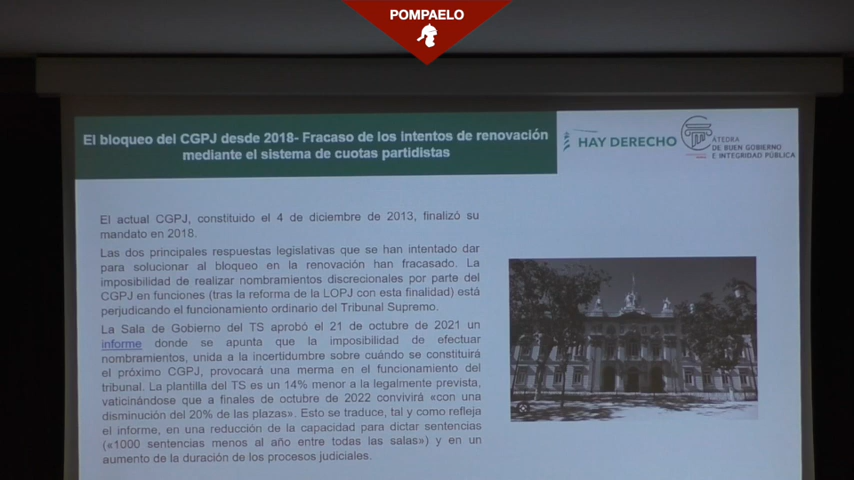 POMPAELO
El bloqueo del CGPJ desde 2018- Fracaso de los intentos de renovación
mediante el sistema de cuotas partidistas
HAY DERECHO
CÁTEDRA
DE BUEN GOBIERNO
E INTEGRIDAD PÚBLICA
El actual CGPJ, constituido el 4 de diciembre de 2013, finalizó su
mandato en 2018.
Las dos principales respuestas legislativas que se han intentado dar
para solucionar al bloqueo en la renovación han fracasado. La
imposibilidad de realizar nombramientos discrecionales por parte del
CGPJ en funciones (tras la reforma de la LOPJ con esta finalidad) está
perjudicando el funcionamiento ordinario del Tribunal Supremo.
La Sala de Gobierno del TS aprobó el 21 de octubre de 2021 un
informe donde se apunta que la imposibilidad de efectuar
nombramientos, unida a la incertidumbre sobre cuándo se constituirá
el próximo CGPJ, provocará una merma en el funcionamiento del
tribunal. La plantilla del TS es un 14% menor a la legalmente prevista,
vaticinándose que a finales de octubre de 2022 convivirá «con una
disminución del 20% de las plazas». Esto se traduce, tal y como refleja
el informe, en una reducción de la capacidad para dictar sentencias
(«1000 sentencias menos al año entre todas las salas») y en un
aumento de la duración de los procesos judiciales.